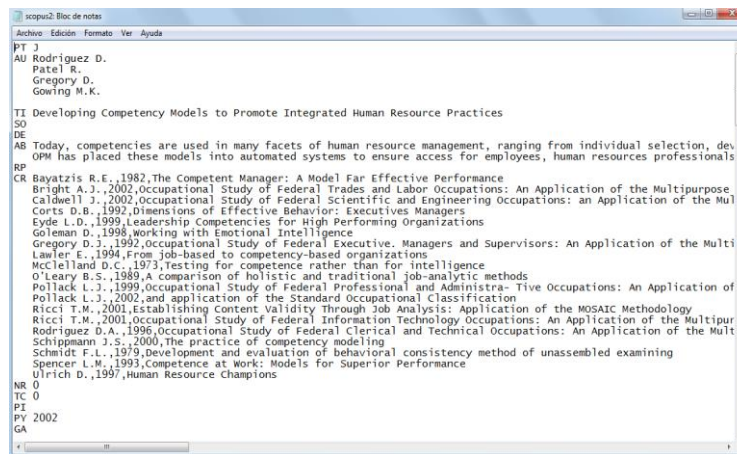 scopus2: Bloc de notas
Archivo Edición Formato Ver Ayuda
PT J
AU Rodriguez D.
Patel R.
Gregory D.
Gowing M.K.
TI Developing Competency Models to Promote Integrated Human Resource Practices
SO
DE
AB Today, competencies are used in many facets of human resource management, ranging from individual selection, dev
OPM has placed these models into automated systems to ensure access for employees, human resources professionals
RP
CR Bayatzis R.E.,1982,The Competent Manager: A Model Far Effective Performance
Bright A.J.,2002,Occupational Study of Federal Trades and Labor Occupations: An Application of the Multipurpose
Caldwell J.,2002,Occupational Study of Federal Scientific and Engineering Occupations: an Application of the Mul
Corts D.B.,1992,Dimensions of Effective Behavior: Executives Managers
Eyde L.D.,1999,Leadership Competencies for High Performing Organizations
Goleman D.,1998,Working with Emotional Intelligence
Gregory D.J.,1992,Occupational Study of Federal Executive. Managers and Supervisors: An Application of the Multi
Lawler E.,1994,From job-based to competency-based organizations
McClelland D.C.,1973,Testing for competence rather than for intelligence
O'Leary B.S.,1989,A comparison of holistic and traditional job-analytic methods
Pollack L.J.,1999,Occupational Study of Federal Professional and Administra- Tive Occupations: An Application of
Pollack L.J.,2002,and application of the Standard Occupational Classification
Ricci T.M.,2001,Establishing Content Validity Through Job Analysis: Application of the MOSAIC Methodology
Ricci T.M.,2001,Occupational Study of Federal Information Technology Occupations: An Application of the Multipur
Rodriguez D.A.,1996,Occupational Study of Federal Clerical and Technical Occupations: An Application of the Mult
Schippmann J.S.,2000,The practice of competency modeling
Schmidt F.L.,1979,Development and evaluation of behavioral consistency method of unassembled examining
Spencer L.M.,1993,Competence at Work: Models for Superior Performance
Ulrich D.,1997,Human Resource Champions
NR 0
TC 0
PI
PY 2002
GA